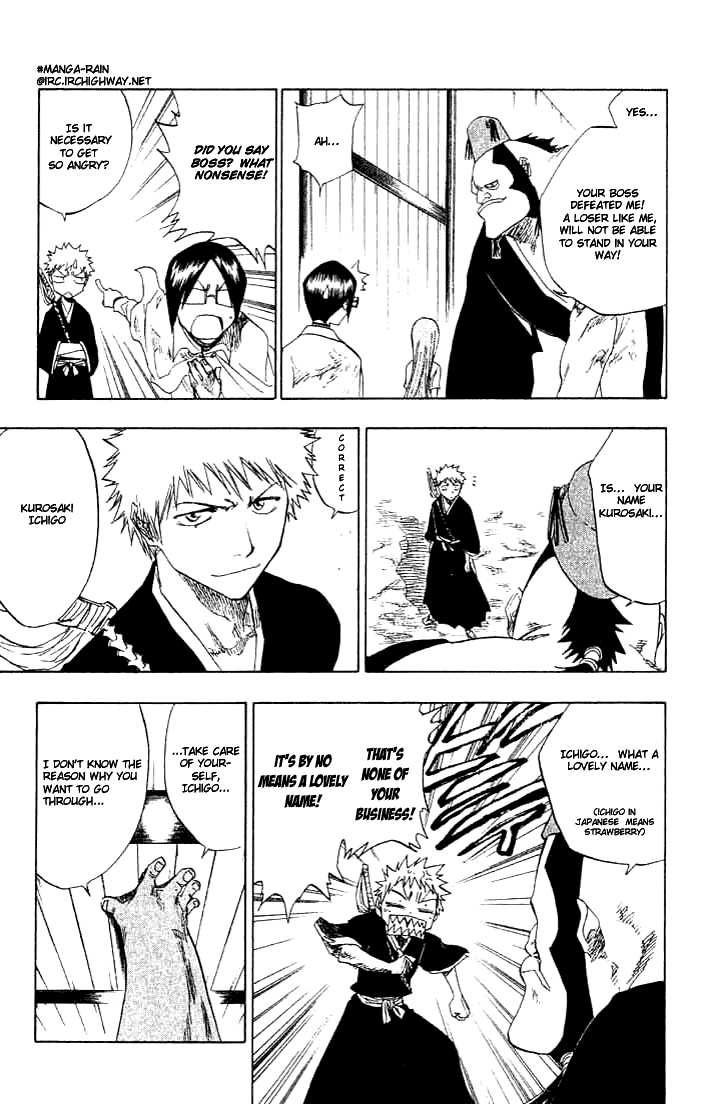 #MANGA-RAIN
@IRC.IRCHIGHWAY.NET
YES...
YOUR BOSS
DEFEATED ME!
A LOSER LIKE ME,
WILL NOT BE ABLE
TO STAND IN YOUR
WAY!
AH...
DID YOU SAY
BOSS? WHAT
NONSENSE!
IS IT
NECESSARY
TO GET
SO ANGRY?
IS... YOUR
NAME
KUROSAKI...
CORRECT
KUROSAKI
ICHIGO
ICHIGO... WHAT A
LOVELY NAME...
(ICHIGO IN
JAPANESE MEANS
STRAWBERRY)
THAT'S
NONE OF
YOUR
BUSINESS!
IT'S BY NO
MEANS A LOVELY
NAME!
...TAKE CARE
OF YOUR-
SELF,
ICHIGO...
I DON'T KNOW THE
REASON WHY YOU
WANT TO GO
THROUGH...